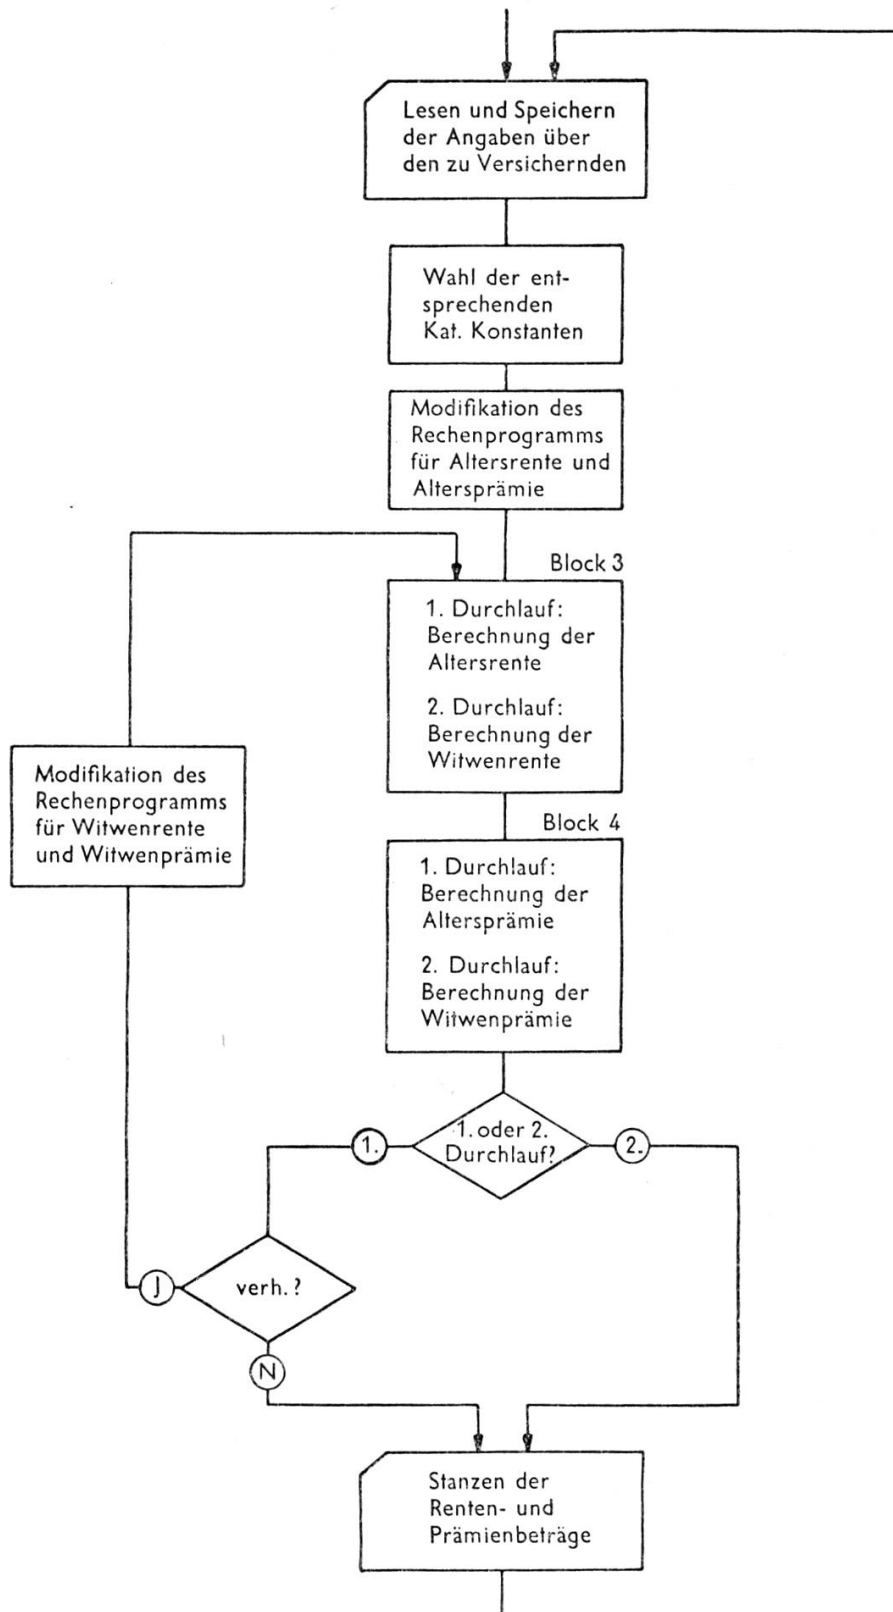 Lesen und Speichern
der Angaben über
den zu Versichernden
Wahl der ent-
sprechenden
Kat. Konstanten
Modifikation des
Rechenprogramms
für Altersrente und
Altersprämie
Block 3
1. Durchlauf:
Berechnung der
Altersrente
2. Durchlauf:
Berechnung der
Witwenrente
Modifikation des
Rechenprogramms
für Witwenrente
und Witwenprämie
Block 4
1. Durchlauf:
Berechnung der
Altersprämie
2. Durchlauf:
Berechnung der
Witwenprämie
1.
1. oder 2.
Durchlauf?
2.
J
verh.?
N
Stanzen der
Renten- und
Prämienbeträge